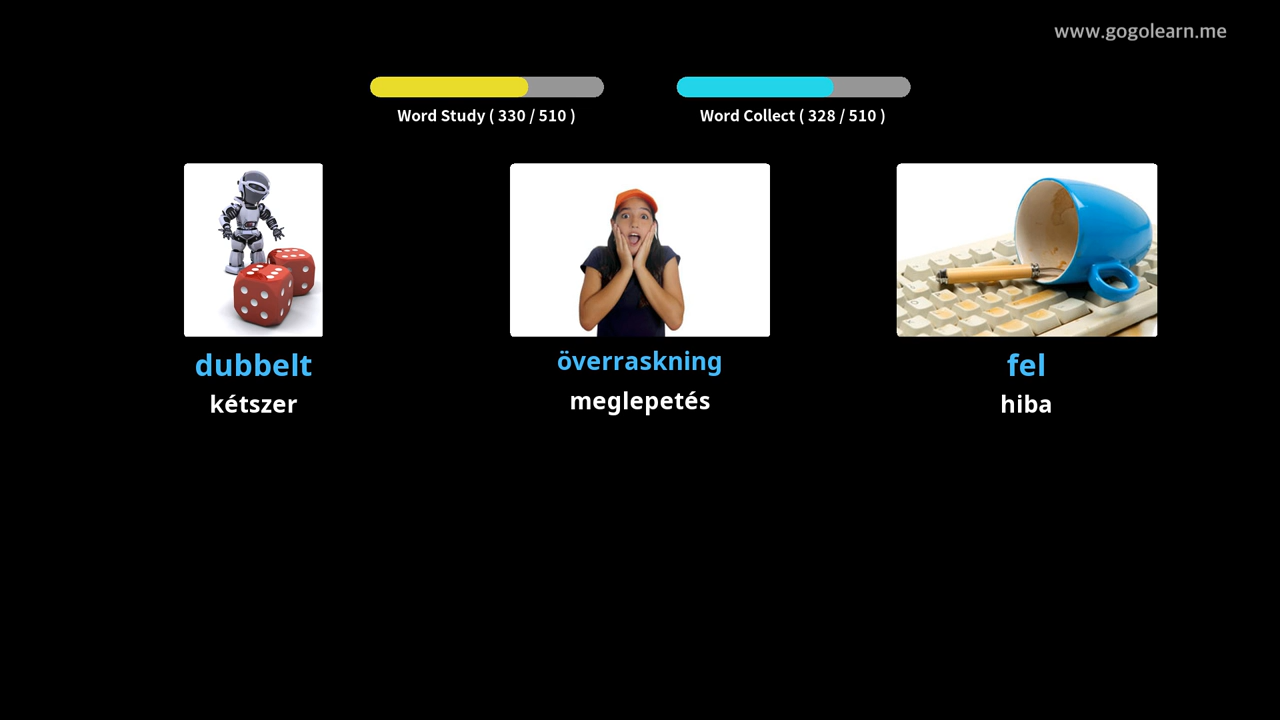 www.gogolearn.me
Word Study ( 330 / 510 )
Word Collect ( 328 / 510 )
dubbelt
kétszer
överraskning
meglepetés
fel
hiba